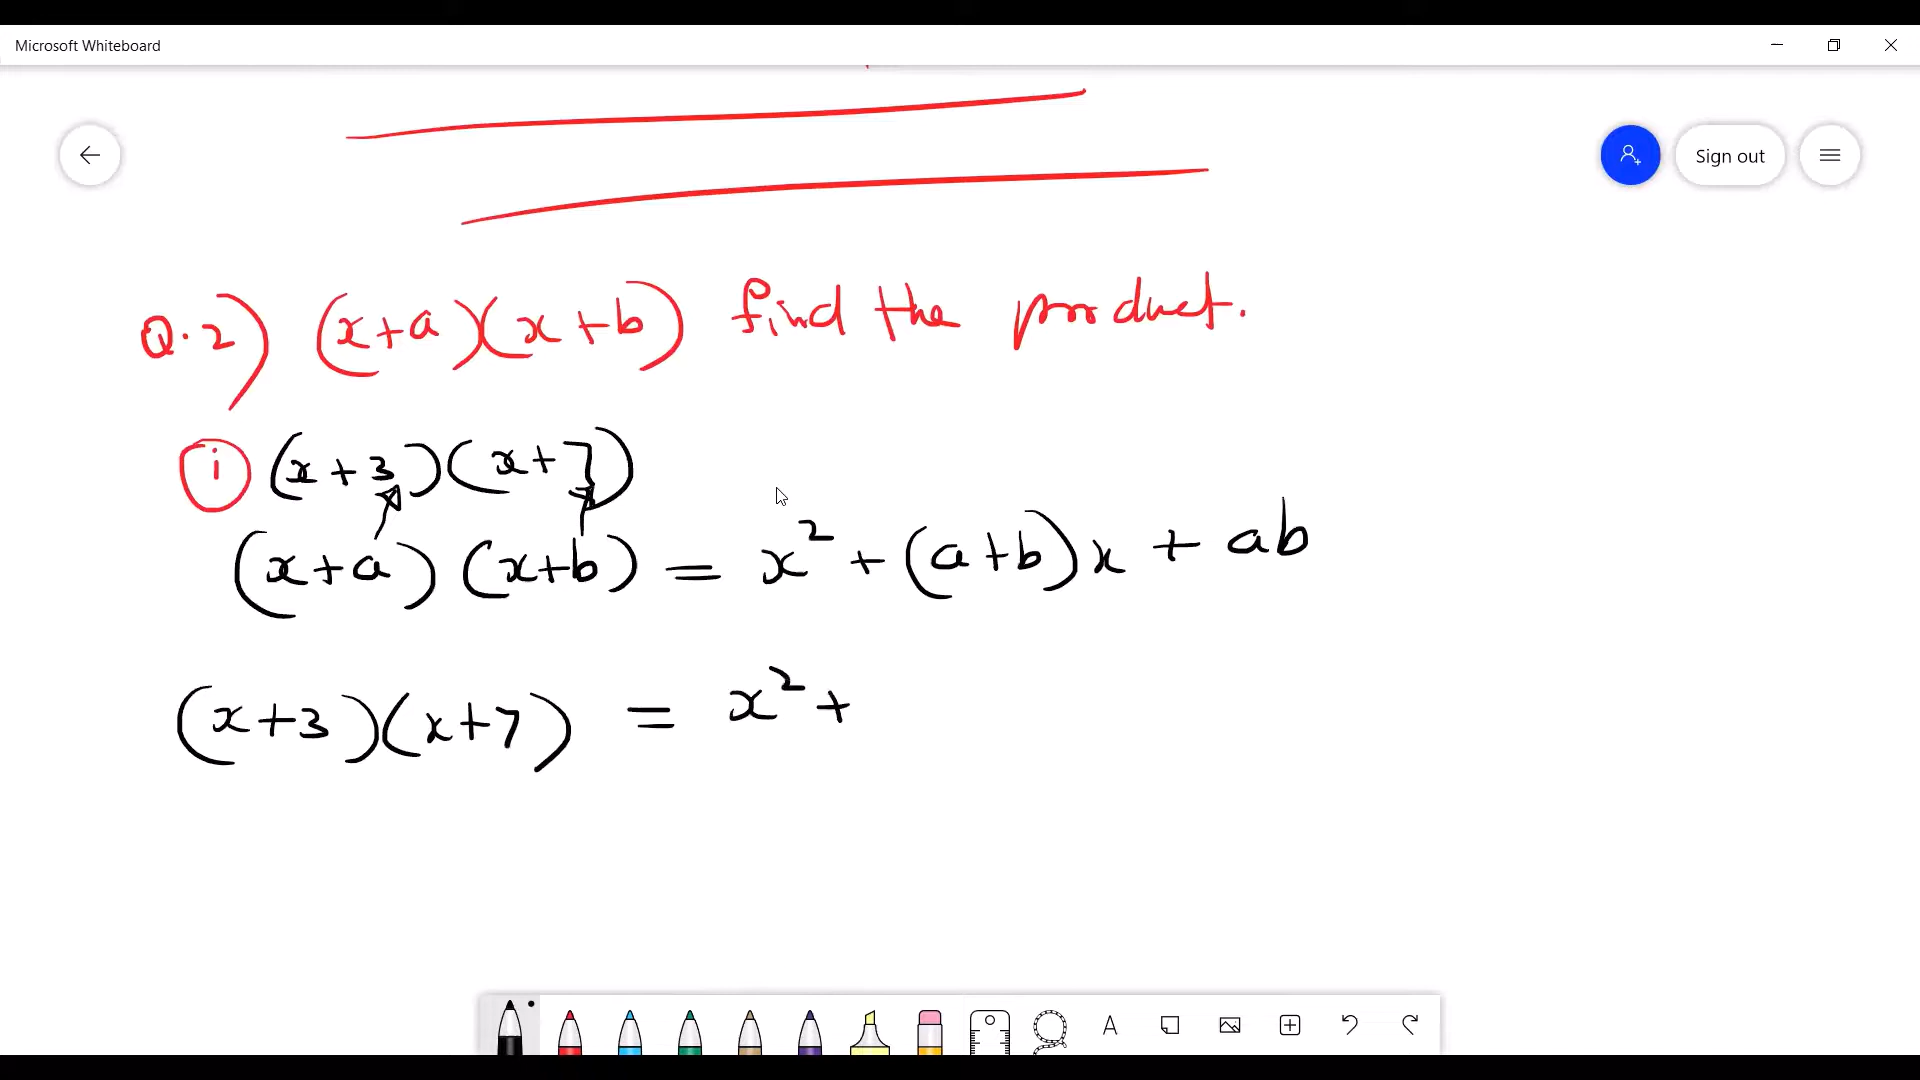 Microsoft Whiteboard
Sign out
Q.2) (x+a)(x+b) find the product.
i (x+3)(x+7)
(x+a)(x+b) = x² + (a+b)x + ab
(x+3)(x+7) = x² +
A